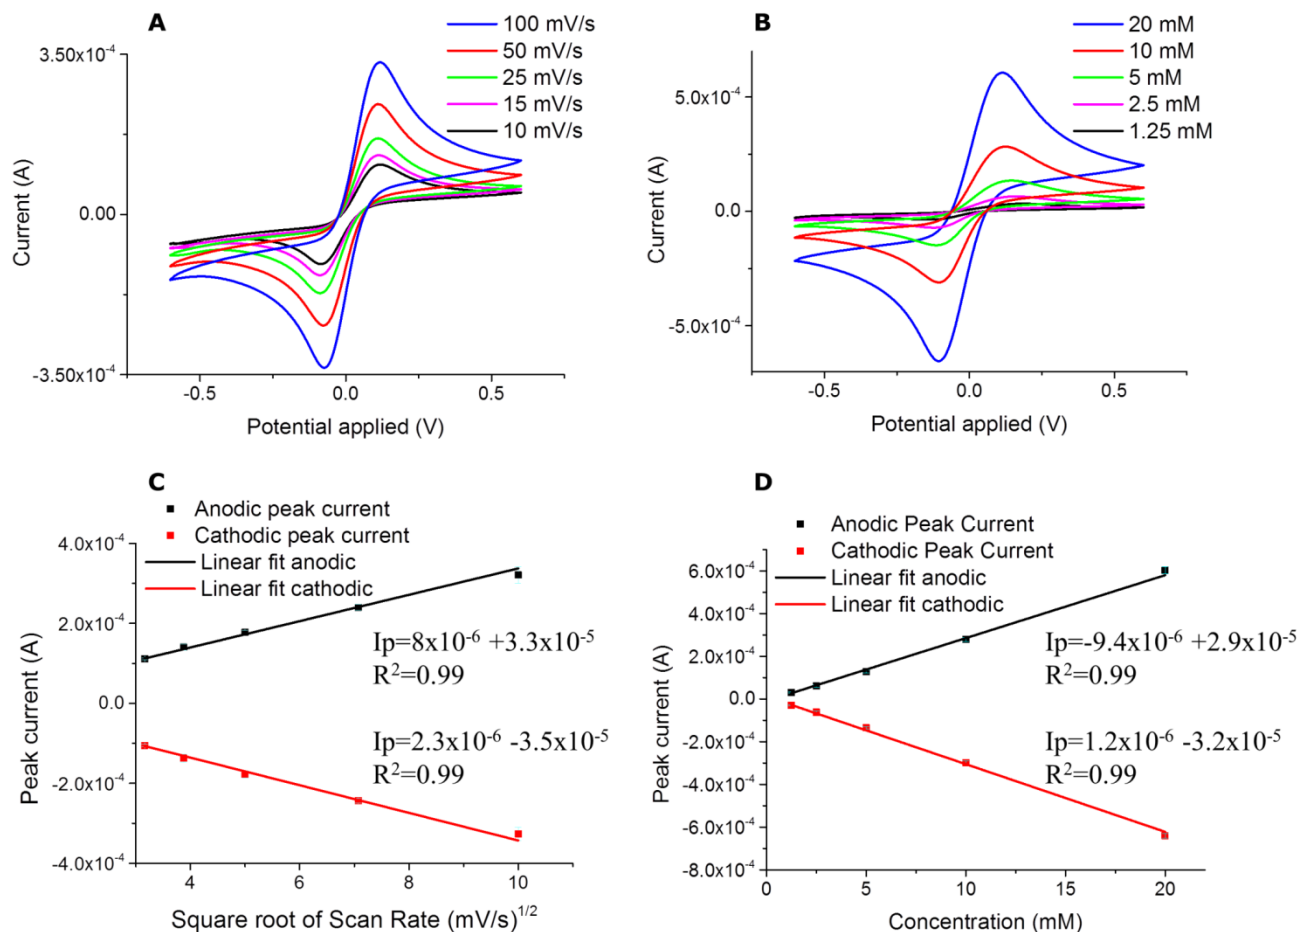 A
100 mV/s
50 mV/s
25 mV/s
15 mV/s
10 mV/s
3.50x10⁻⁴
0.00
-3.50x10⁻⁴
Current (A)
-0.5
0.0
0.5
Potential applied (V)
B
20 mM
10 mM
5 mM
2.5 mM
1.25 mM
5.0x10⁻⁴
0.0
-5.0x10⁻⁴
Current (A)
-0.5
0.0
0.5
Potential applied (V)
C
Anodic peak current
Cathodic peak current
Linear fit anodic
Linear fit cathodic
4.0x10⁻⁴
2.0x10⁻⁴
0.0
-2.0x10⁻⁴
-4.0x10⁻⁴
Peak current (A)
Ip=8x10⁻⁶ +3.3x10⁻⁵
R²=0.99
Ip=2.3x10⁻⁶ -3.5x10⁻⁵
R²=0.99
4
6
8
10
Square root of Scan Rate (mV/s)¹/²
D
Anodic Peak Current
Cathodic Peak Current
Linear fit anodic
Linear fit cathodic
6.0x10⁻⁴
4.0x10⁻⁴
2.0x10⁻⁴
0.0
-2.0x10⁻⁴
-4.0x10⁻⁴
-6.0x10⁻⁴
-8.0x10⁻⁴
Peak current (A)
Ip=-9.4x10⁻⁶ +2.9x10⁻⁵
R²=0.99
Ip=1.2x10⁻⁶ -3.2x10⁻⁵
R²=0.99
0
5
10
15
20
Concentration (mM)